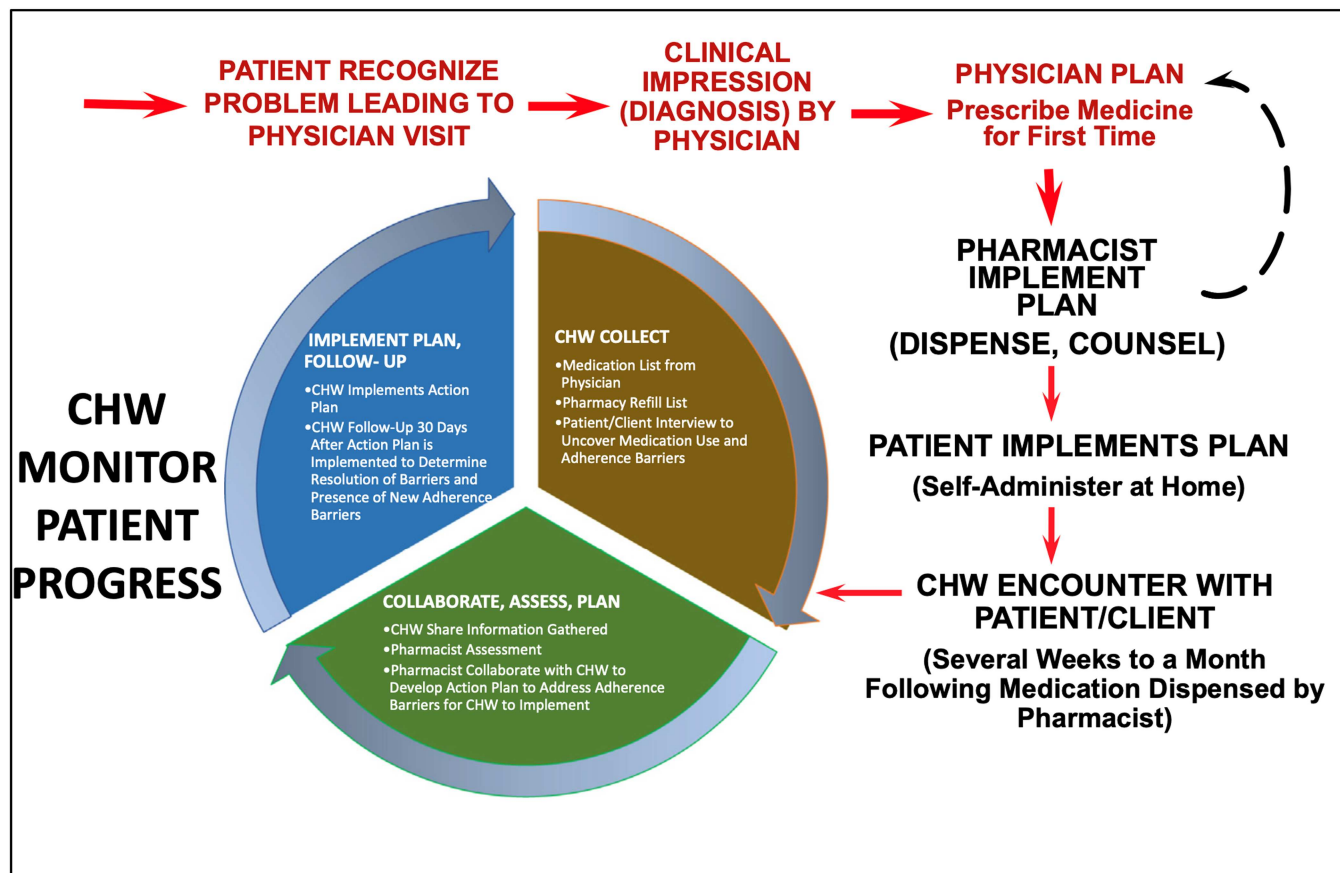 PATIENT RECOGNIZE
PROBLEM LEADING TO
PHYSICIAN VISIT
CLINICAL
IMPRESSION
(DIAGNOSIS) BY
PHYSICIAN
PHYSICIAN PLAN
Prescribe Medicine
for First Time
PHARMACIST
IMPLEMENT
PLAN
(DISPENSE, COUNSEL)
PATIENT IMPLEMENTS PLAN
(Self-Administer at Home)
CHW ENCOUNTER WITH
PATIENT/CLIENT
(Several Weeks to a Month
Following Medication Dispensed by
Pharmacist)
CHW COLLECT
•Medication List from
Physician
•Pharmacy Refill List
•Patient/Client Interview to
Uncover Medication Use and
Adherence Barriers
COLLABORATE, ASSESS, PLAN
•CHW Share Information Gathered
•Pharmacist Assessment
•Pharmacist Collaborate with CHW to
Develop Action Plan to Address Adherence
Barriers for CHW to Implement
IMPLEMENT PLAN,
FOLLOW- UP
•CHW Implements Action
Plan
•CHW Follow-Up 30 Days
After Action Plan is
Implemented to Determine
Resolution of Barriers and
Presence of New Adherence
Barriers
CHW
MONITOR
PATIENT
PROGRESS